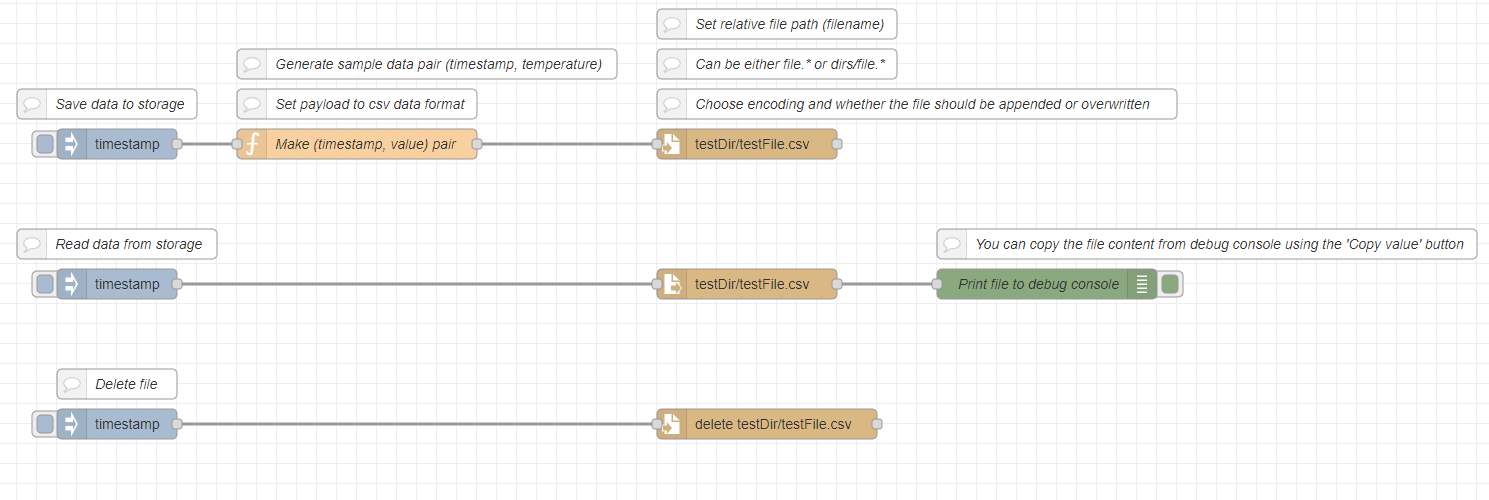 Set relative file path (filename)
Generate sample data pair (timestamp, temperature)
Can be either file.* or dirs/file.*
Save data to storage
Set payload to csv data format
Choose encoding and whether the file should be appended or overwritten
timestamp
Make (timestamp, value) pair
testDir/testFile.csv
Read data from storage
You can copy the file content from debug console using the 'Copy value' button
timestamp
testDir/testFile.csv
Print file to debug console
Delete file
timestamp
delete testDir/testFile.csv